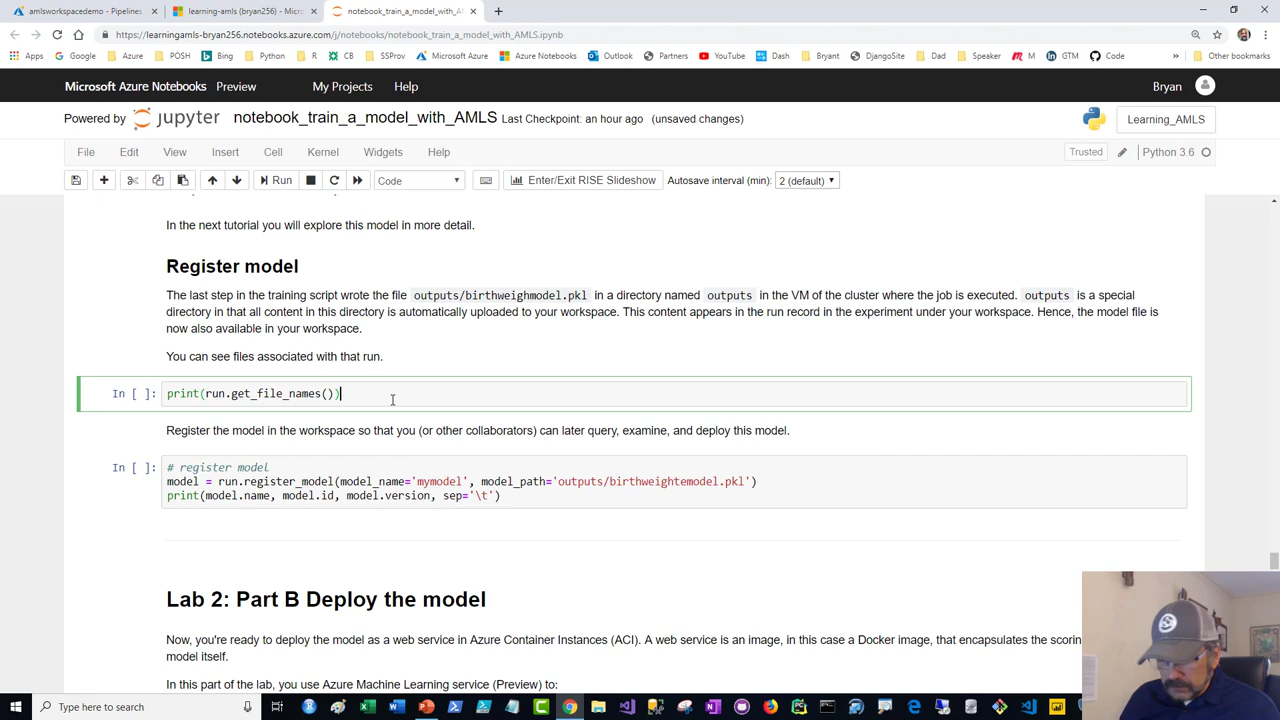 amlsworkspacedemo - Pipelines
learning-amls (bryan256) - Micro
notebook_train_a_model_with_AMLS
https://learningamls-bryan256.notebooks.azure.com/j/notebooks/notebook_train_a_model_with_AMLS.ipynb
Apps Google Azure POSH Bing Python R CB SSProv Microsoft Azure Azure Notebooks Outlook Partners YouTube Dash Bryant DjangoSite Dad Speaker M GTM Code » Other bookmarks
Microsoft Azure Notebooks Preview My Projects Help Bryan
Powered by jupyter notebook_train_a_model_with_AMLS Last Checkpoint: an hour ago (unsaved changes) Learning_AMLS
File Edit View Insert Cell Kernel Widgets Help Trusted Python 3.6
Run Code Enter/Exit RISE Slideshow Autosave interval (min): 2 (default)
In the next tutorial you will explore this model in more detail.
Register model
The last step in the training script wrote the file outputs/birthweighmodel.pkl in a directory named outputs in the VM of the cluster where the job is executed. outputs is a special
directory in that all content in this directory is automatically uploaded to your workspace. This content appears in the run record in the experiment under your workspace. Hence, the model file is
now also available in your workspace.
You can see files associated with that run.
In [ ]: print(run.get_file_names())
Register the model in the workspace so that you (or other collaborators) can later query, examine, and deploy this model.
In [ ]: # register model
model = run.register_model(model_name='mymodel', model_path='outputs/birthweightemodel.pkl')
print(model.name, model.id, model.version, sep='\t')
Lab 2: Part B Deploy the model
Now, you're ready to deploy the model as a web service in Azure Container Instances (ACI). A web service is an image, in this case a Docker image, that encapsulates the scorin
model itself.
In this part of the lab, you use Azure Machine Learning service (Preview) to:
Type here to search